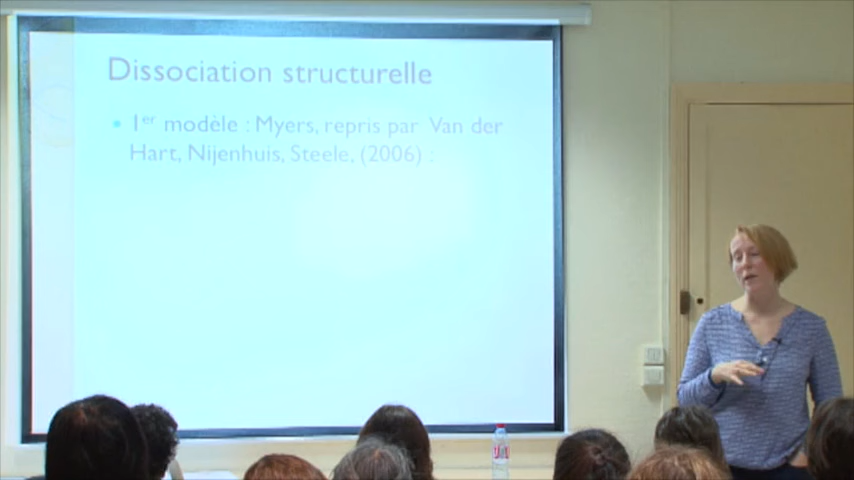 Dissociation structurelle
• 1er modèle : Myers, repris par Van der
Hart, Nijenhuis, Steele, (2006) :